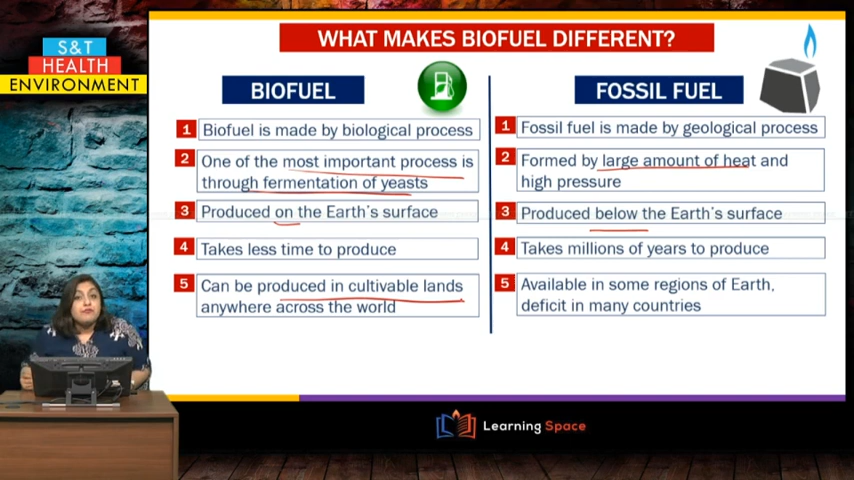 S&T
HEALTH
ENVIRONMENT
WHAT MAKES BIOFUEL DIFFERENT?
BIOFUEL
1 Biofuel is made by biological process
2 One of the most important process is
through fermentation of yeasts
3 Produced on the Earth's surface
4 Takes less time to produce
5 Can be produced in cultivable lands
anywhere across the world
FOSSIL FUEL
1 Fossil fuel is made by geological process
2 Formed by large amount of heat and
high pressure
3 Produced below the Earth's surface
4 Takes millions of years to produce
5 Available in some regions of Earth,
deficit in many countries
Learning Space